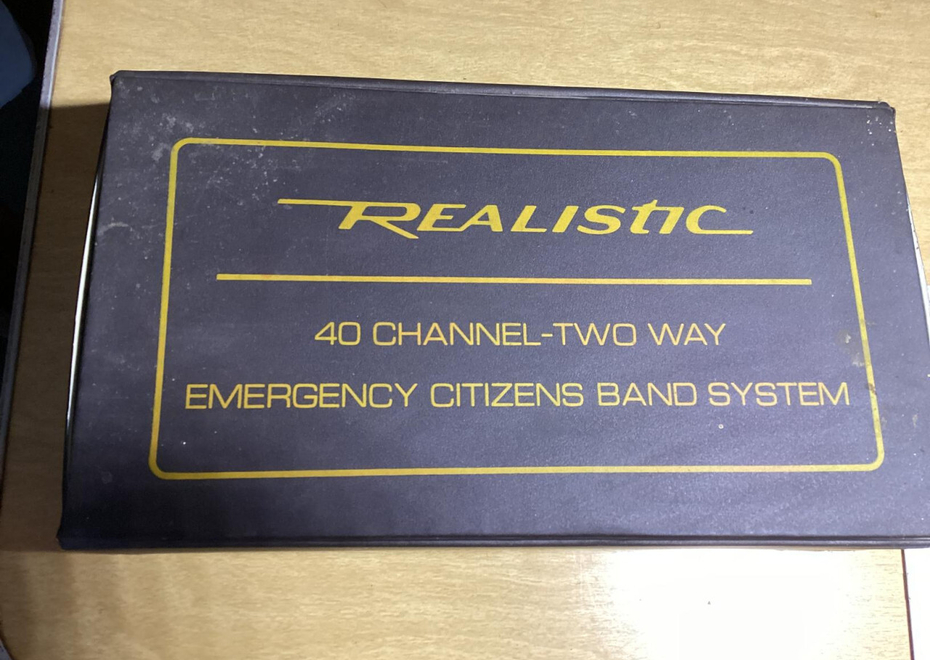 REALISTIC
40 CHANNEL-TWO WAY
EMERGENCY CITIZENS BAND SYSTEM